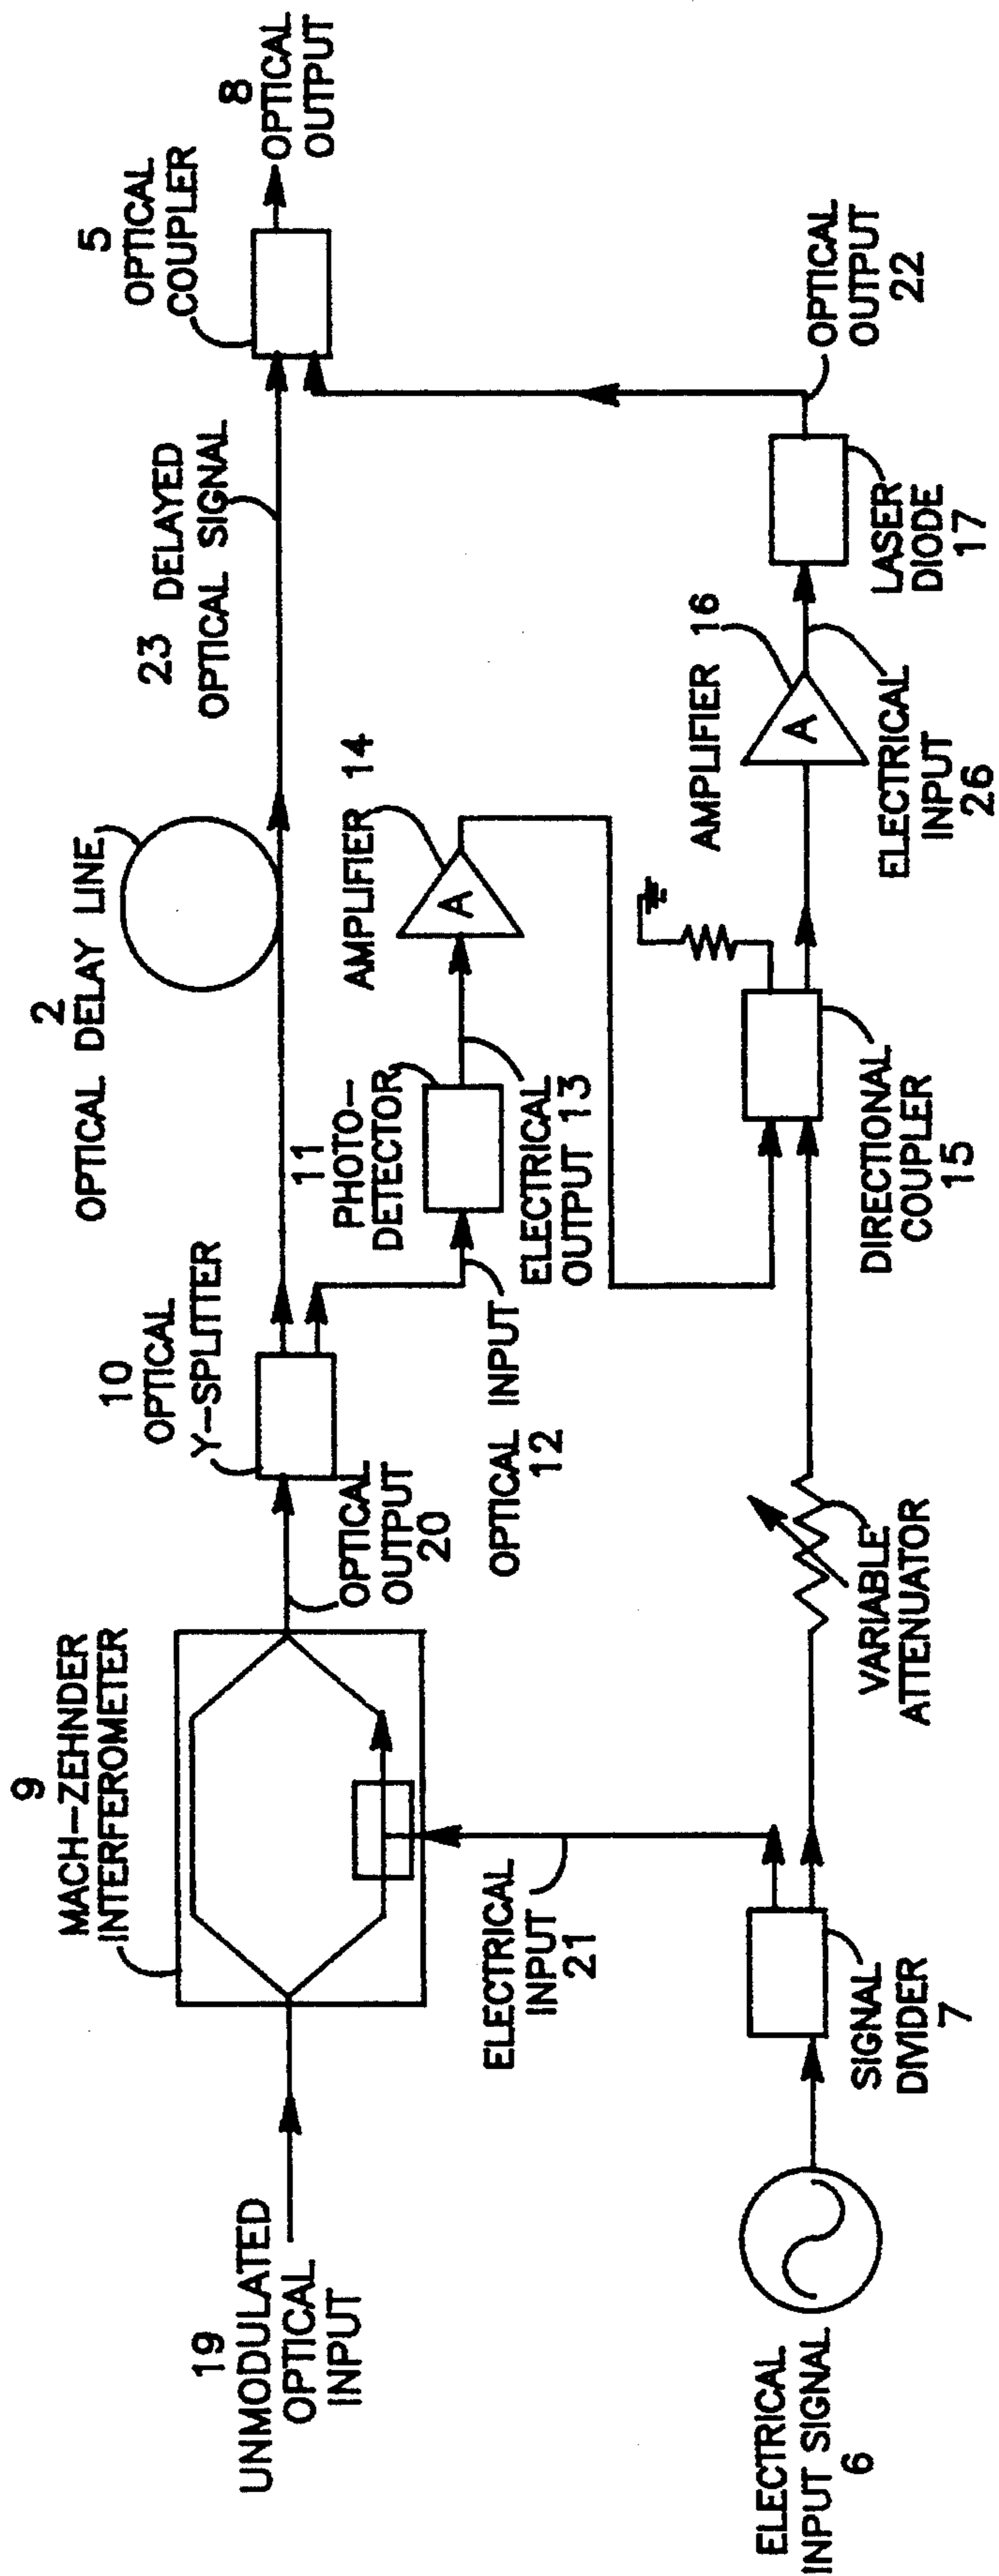 19
UNMODULATED
OPTICAL
INPUT
9
MACH-ZEHNDER
INTERFEROMETER
OPTICAL
OUTPUT
20
10
OPTICAL
Y-SPLITTER
2
OPTICAL DELAY LINE
23 DELAYED
OPTICAL SIGNAL
5
OPTICAL
COUPLER
8
OPTICAL
OUTPUT
OPTICAL INPUT
12
11
PHOTO-
DETECTOR
ELECTRICAL
OUTPUT 13
AMPLIFIER 14
A
ELECTRICAL
INPUT
21
ELECTRICAL
INPUT SIGNAL
6
SIGNAL
DIVIDER
7
VARIABLE
ATTENUATOR
DIRECTIONAL
COUPLER
15
AMPLIFIER 16
A
ELECTRICAL
INPUT
26
LASER
DIODE
17
OPTICAL
OUTPUT
22